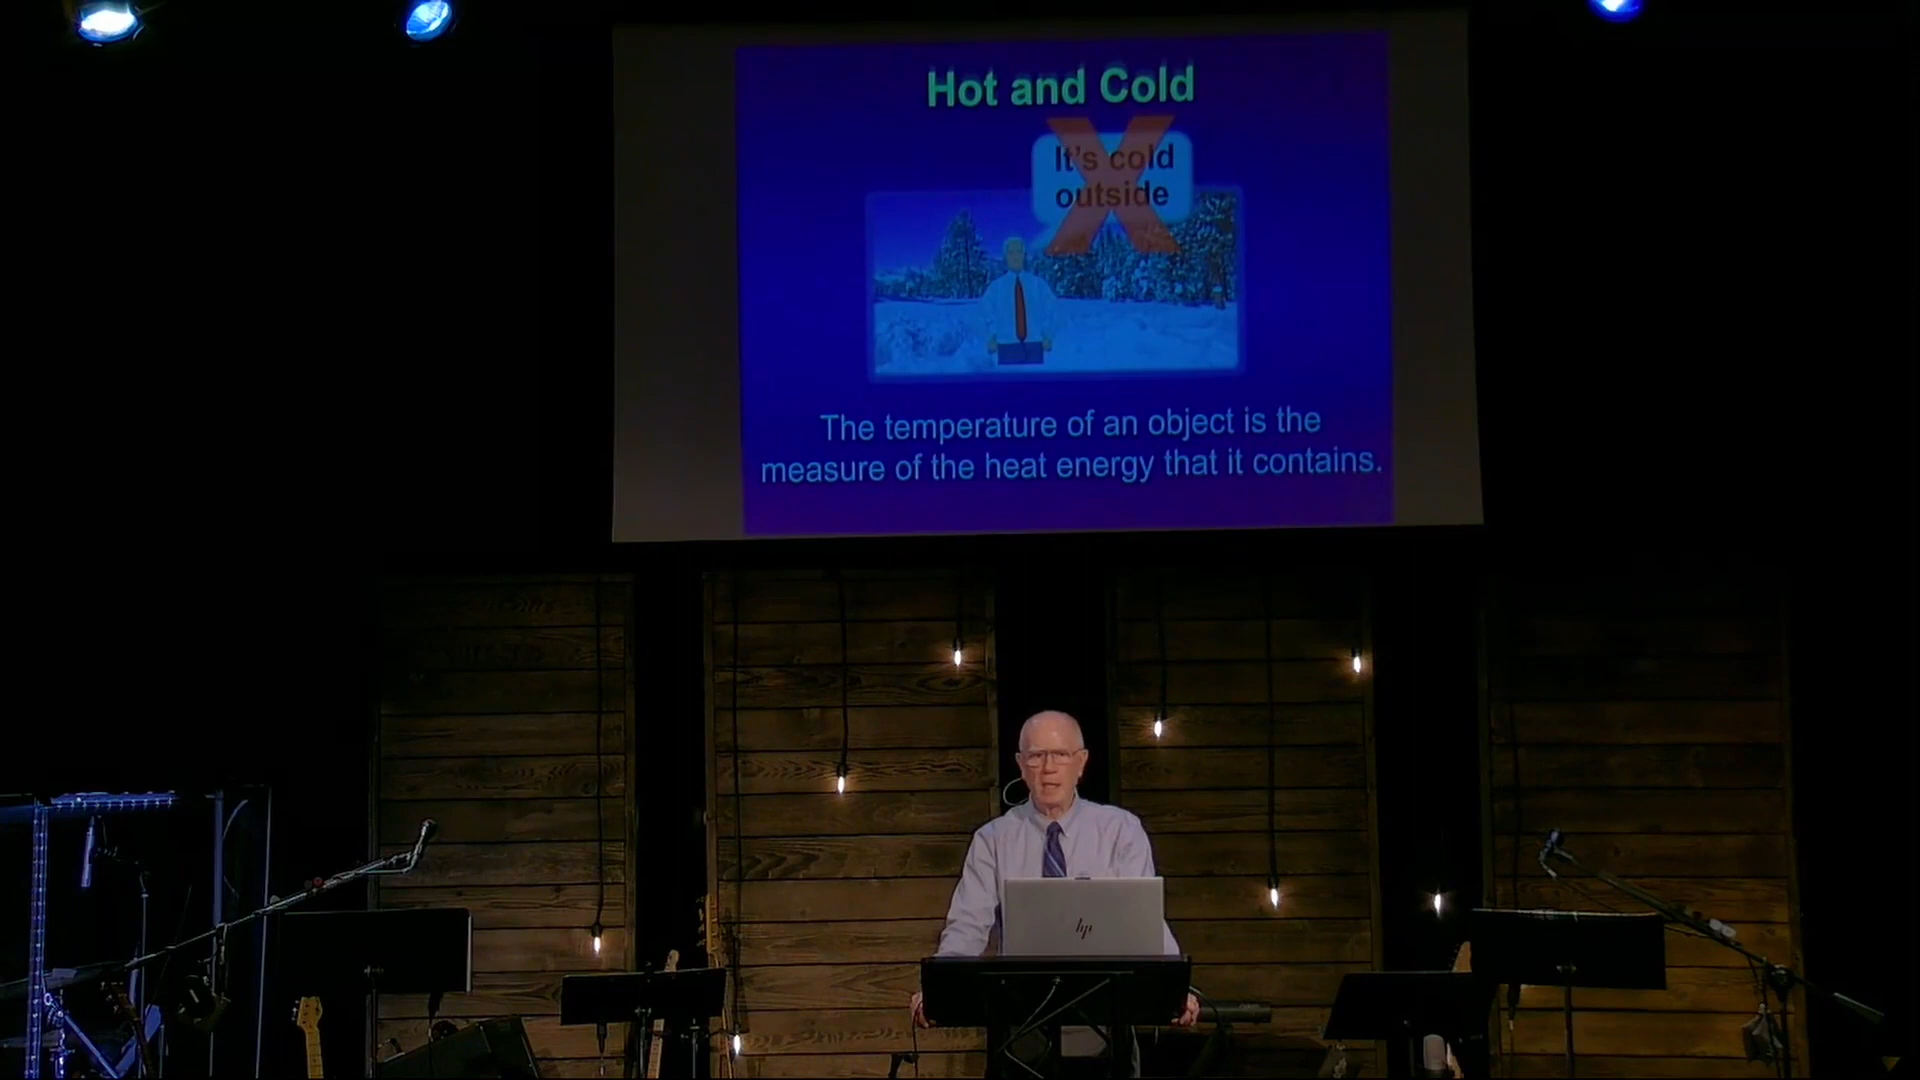 Hot and Cold
It's cold
outside
The temperature of an object is the
measure of the heat energy that it contains.
hp